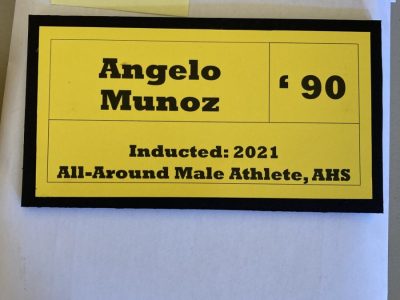 Angelo
Munoz
‘ 90
Inducted: 2021
All-Around Male Athlete, AHS